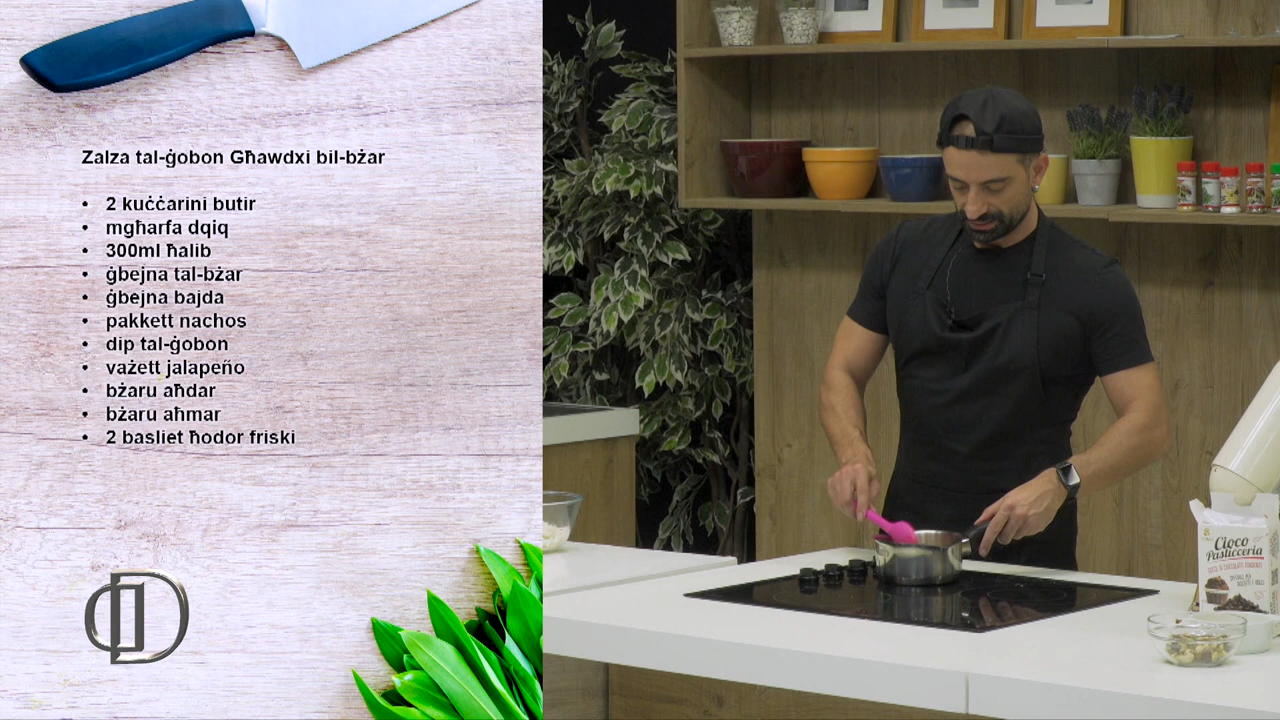 Zalza tal-ġobon Għawdxi bil-bżar
• 2 kuċċarini butir
• mgħarfa dqiq
• 300ml ħalib
• ġbejna tal-bżar
• ġbejna bajda
• pakkett nachos
• dip tal-ġobon
• važett jalapeño
• bżaru aħdar
• bżaru aħmar
• 2 basliet ħodor friski
Cioco
Pasticceria